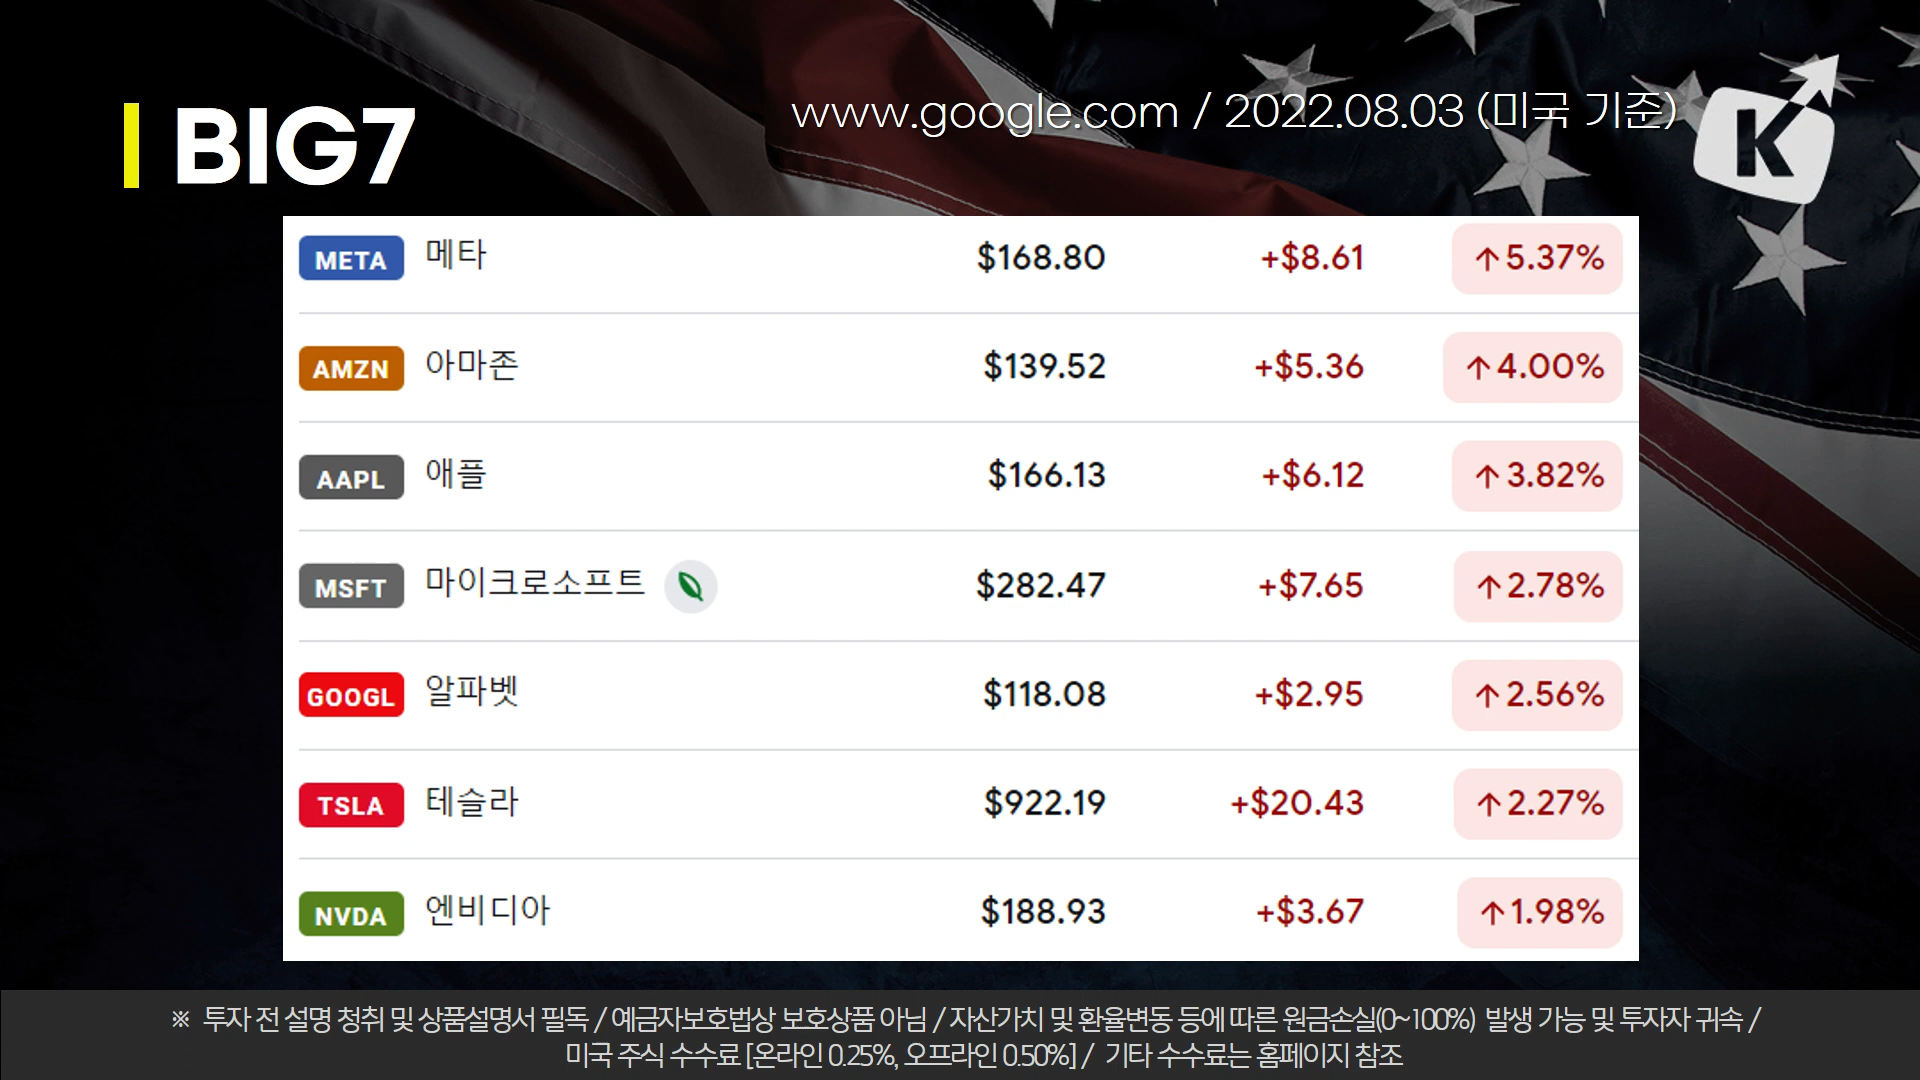 BIG7
www.google.com / 2022.08.03 (미국 기준)
K
META 메타 $168.80 +$8.61 ↑5.37%
AMZN 아마존 $139.52 +$5.36 ↑4.00%
AAPL 애플 $166.13 +$6.12 ↑3.82%
MSFT 마이크로소프트 $282.47 +$7.65 ↑2.78%
GOOGL 알파벳 $118.08 +$2.95 ↑2.56%
TSLA 테슬라 $922.19 +$20.43 ↑2.27%
NVDA 엔비디아 $188.93 +$3.67 ↑1.98%
※ 투자 전 설명 청취 및 상품설명서 필독 / 예금자보호법상 보호상품 아님 / 자산가치 및 환율변동 등에 따른 원금손실(0~100%) 발생 가능 및 투자자 귀속 /
미국 주식 수수료 [온라인 0.25%, 오프라인 0.50%] / 기타 수수료는 홈페이지 참조